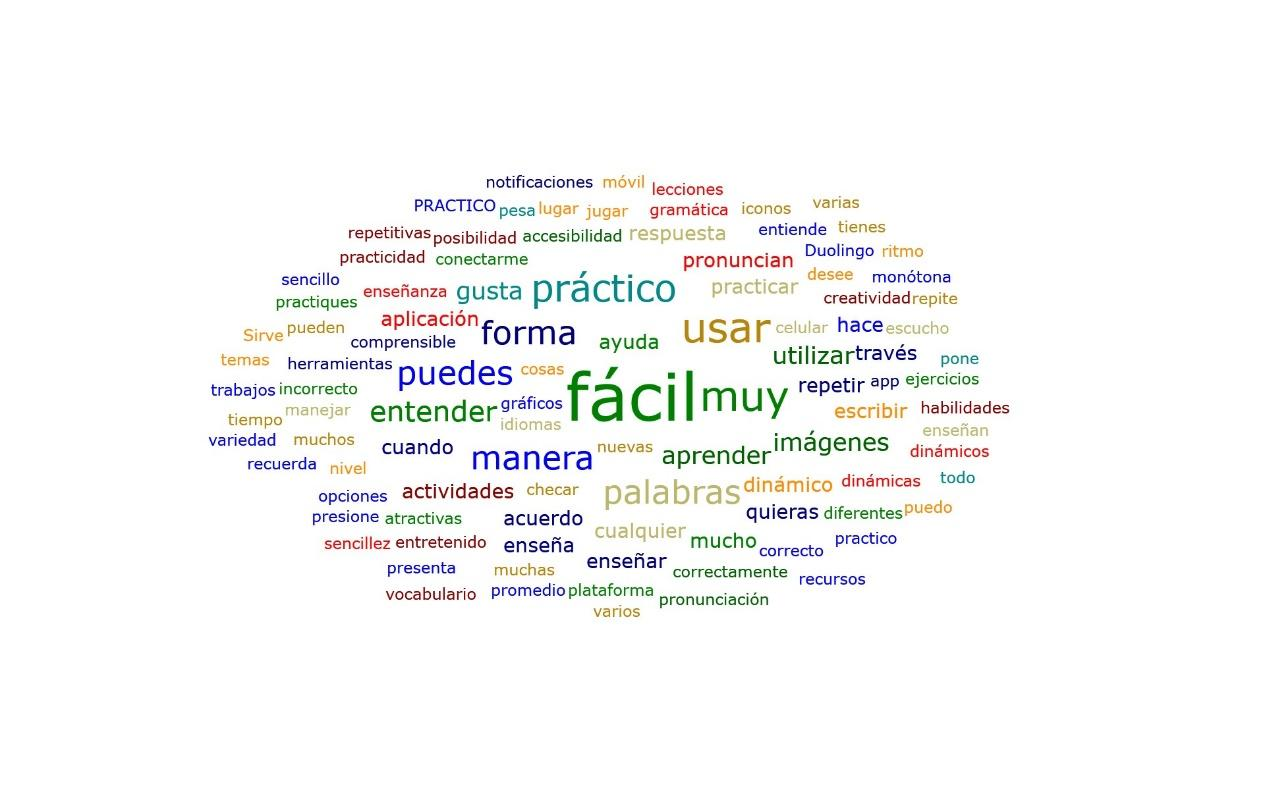 notificaciones móvil lecciones
PRACTICO pesa lugar jugar gramática iconos varias
repetitivas posibilidad accesibilidad respuesta entiende tienes
practicidad conectarme pronuncian Duolingo ritmo
sencillo enseñanza gusta práctico practicar desee monótona
practiques creatividad repite
Sirve pueden aplicación forma ayuda usar celular hace escucho
comprensible
temas herramientas puedes cosas utilizar través pone
trabajos incorrecto fácil muy repetir app ejercicios
manejar entender gráficos escribir habilidades
tiempo idiomas enseñan
variedad muchos cuando nuevas aprender imágenes dinámicos
recuerda nivel manera
opciones actividades checar palabras dinámico dinámicas todo
presione atractivas acuerdo quieras diferentes puedo
sencillez entretenido enseña cualquier mucho correcto practico
presenta muchas enseñar correctamente recursos
vocabulario promedio plataforma pronunciación
varios